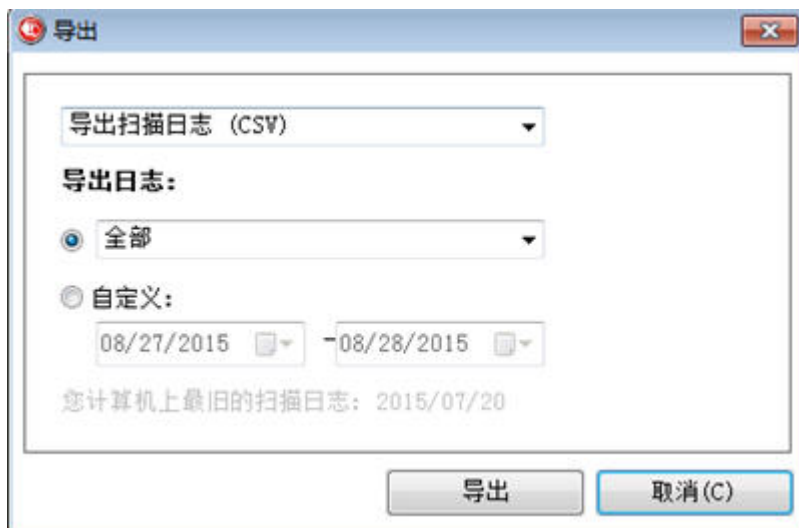 导出
导出扫描日志 (CSV)
导出日志:
全部
自定义:
08/27/2015 -08/28/2015
您计算机上最旧的扫描日志: 2015/07/20
导出 取消(C)